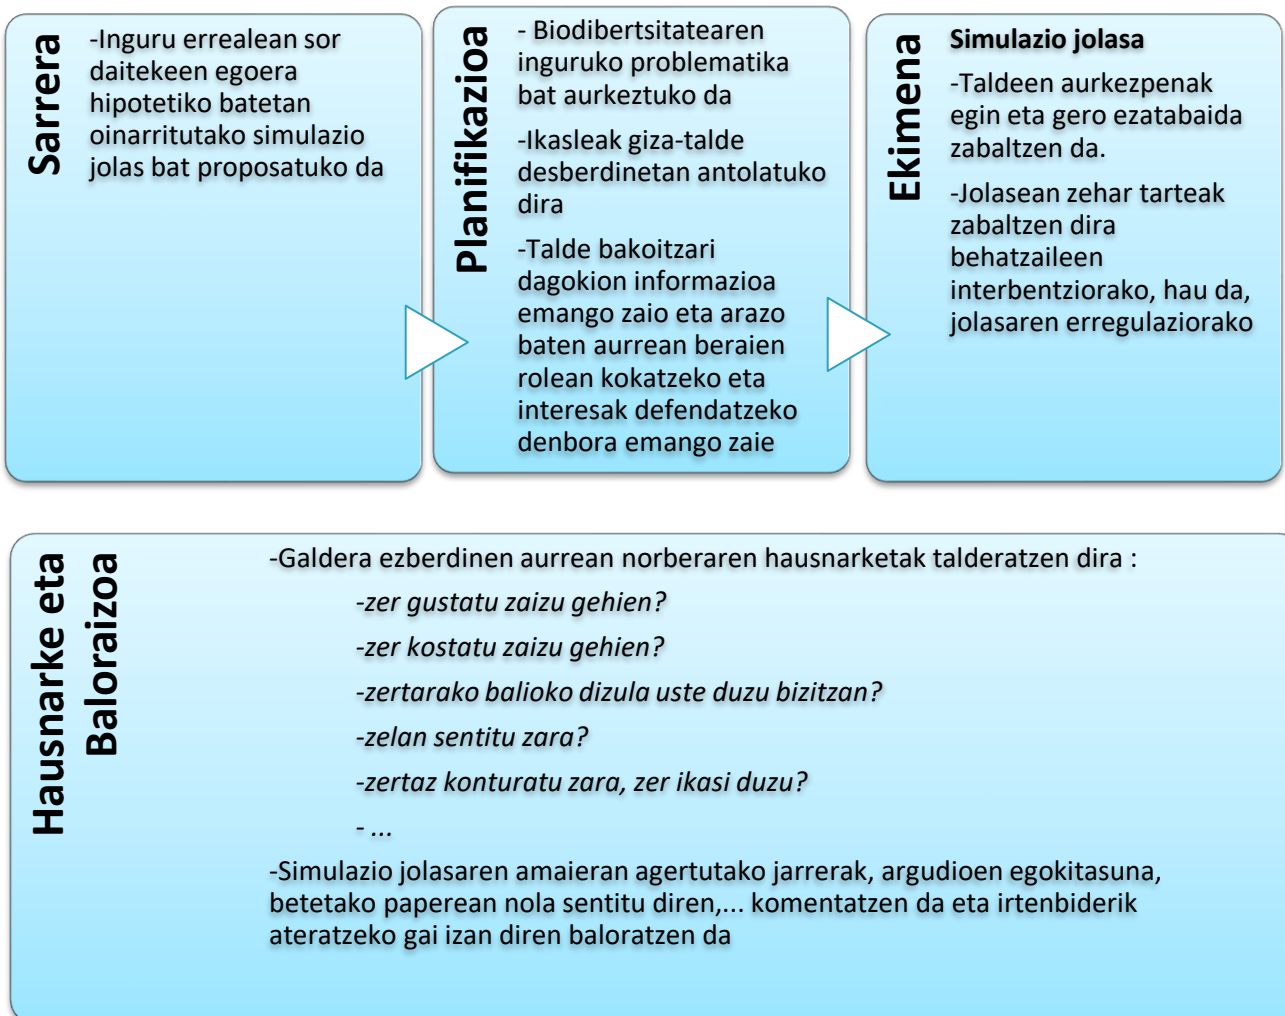 Sarrera
-Inguru errealean sor
daitekeen egoera
hipotetiko batetan
oinarritutako simulazio
jolas bat proposatuko da
Planifikazioa
- Biodibertsitatearen
inguruko problematika
bat aurkeztuko da
-Ikasleak giza-talde
desberdinetan antolatuko
dira
-Talde bakoitzari
dagokion informazioa
emango zaio eta arazo
baten aurrean beraien
rolean kokatzeko eta
interesak defendatzeko
denbora emango zaie
Ekimena
Simulazio jolasa
-Taldeen aurkezpenak
egin eta gero ezatabaida
zabaltzen da.
-Jolasean zehar tarteak
zabaltzen dira
behatzaileen
interbentziorako, hau da,
jolasaren erregulaziorako
Hausnarke eta
Baloraizoa
-Galdera ezberdinen aurrean norberaren hausnarketak talderatzen dira :
-zer gustatu zaizu gehien?
-zer kostatu zaizu gehien?
-zertarako balioko dizula uste duzu bizitzan?
-zelan sentitu zara?
-zertaz konturatu zara, zer ikasi duzu?
- ...
-Simulazio jolasaren amaieran agertutako jarrerak, argudioen egokitasuna,
betetako paperean nola sentitu diren,... komentatzen da eta irtenbiderik
ateratzeko gai izan diren baloratzen da